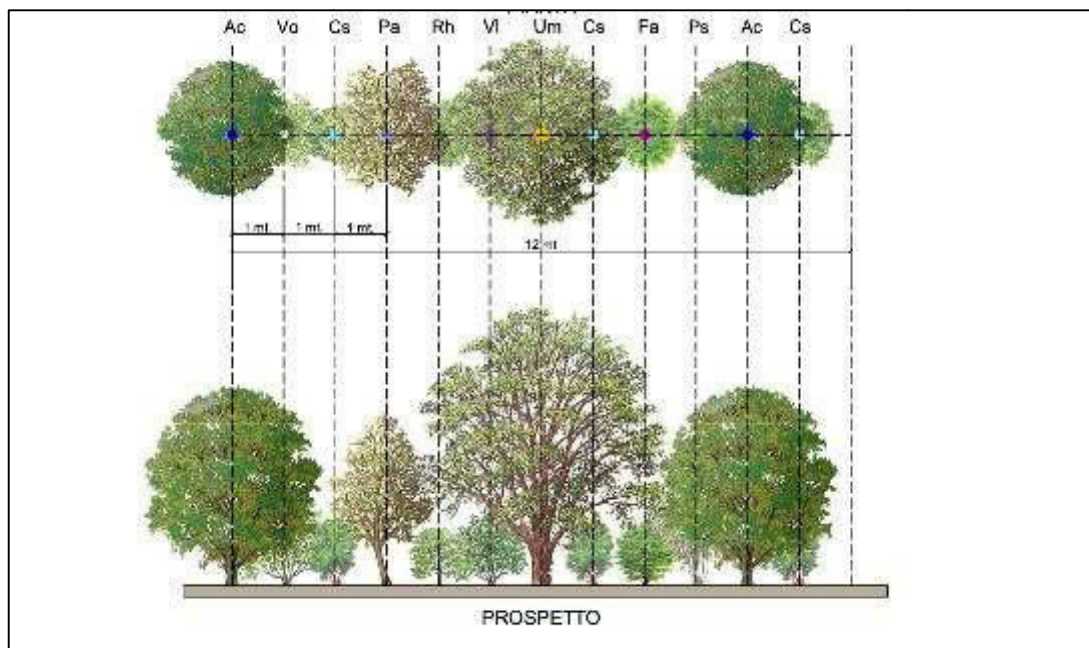 Ac Vo Cs Pa Rh Vl Um Cs Fa Ps Ac Cs
1 mt. 1 mt. 1 mt.
12 mt
PROSPETTO